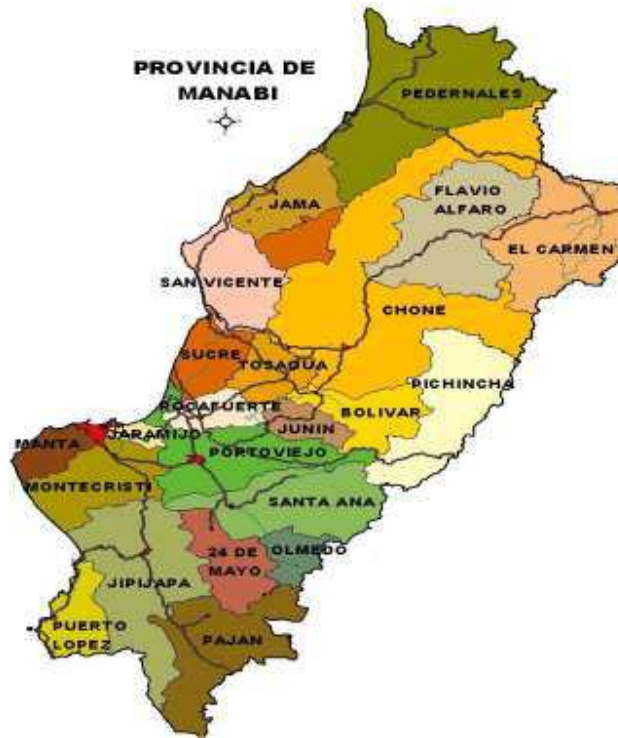 PROVINCIA DE
MANABI
PEDERNALES
JAMA
FLAVIO
ALFARO
EL CARMEN
SAN VICENTE
CHONE
SUCRE
TOSAGUA
PICHINCHA
ROCAFUERTE
BOLIVAR
JUNIN
MANTA
JARAMIJO
PORTOVIEJO
MONTECRISTI
SANTA ANA
24 DE
MAYO
OLMEDO
JIPIJAPA
PUERTO
LOPEZ
PAJAN